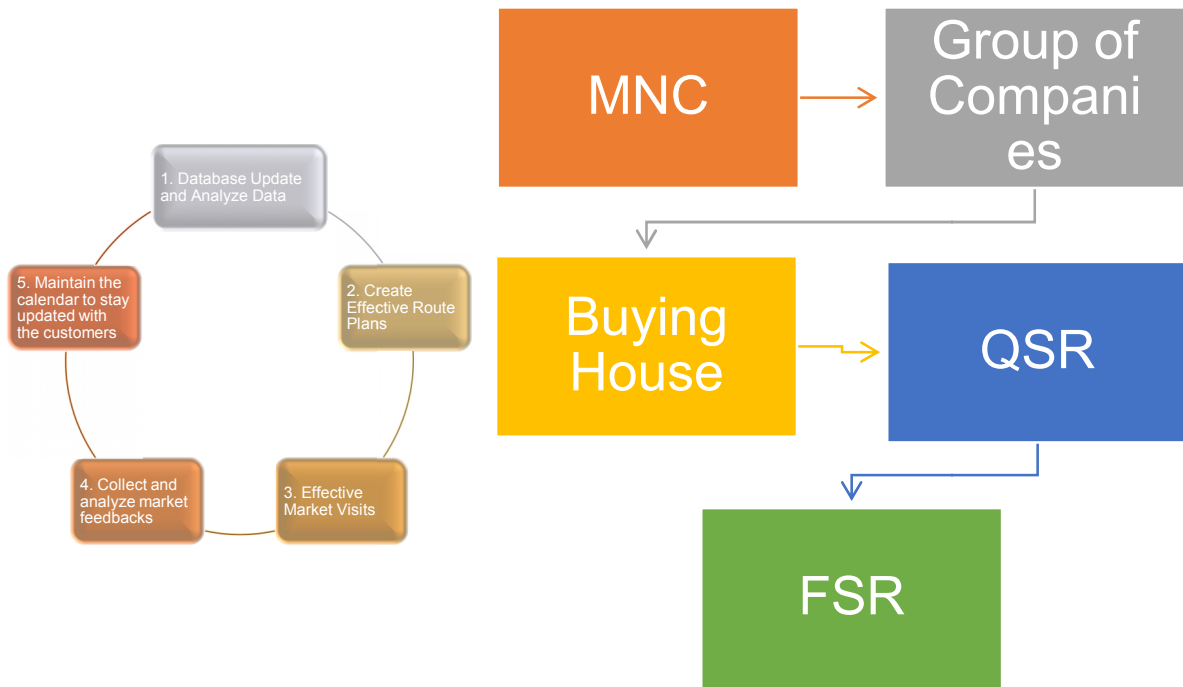 1. Database Update
and Analyze Data
2. Create
Effective Route
Plans
3. Effective
Market Visits
4. Collect and
analyze market
feedbacks
5. Maintain the
calendar to stay
updated with
the customers
MNC
Group of
Compani
es
Buying
House
QSR
FSR